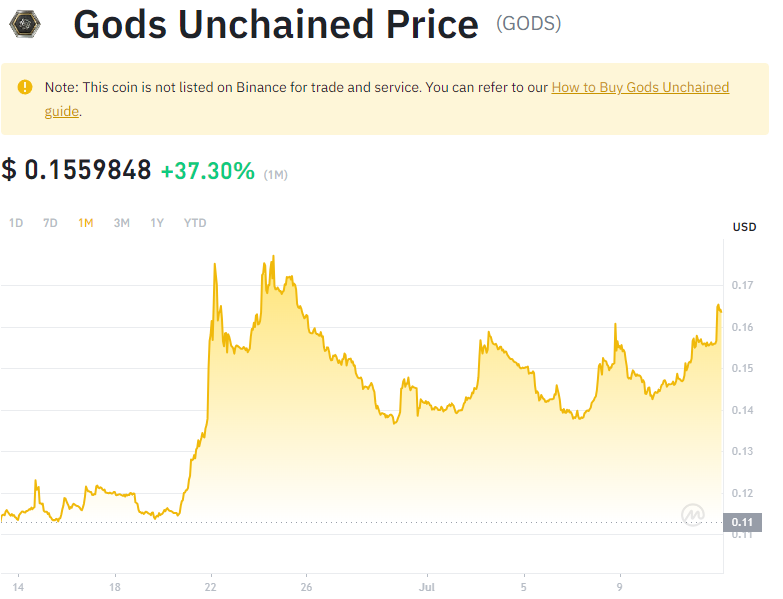 Gods Unchained Price (GODS)
Note: This coin is not listed on Binance for trade and service. You can refer to our How to Buy Gods Unchained
guide.
$ 0.1559848 +37.30% (1M)
1D 7D 1M 3M 1Y YTD
USD
0.17
0.16
0.15
0.14
0.13
0.12
0.11
0.11
14 18 22 26 Jul 5 9